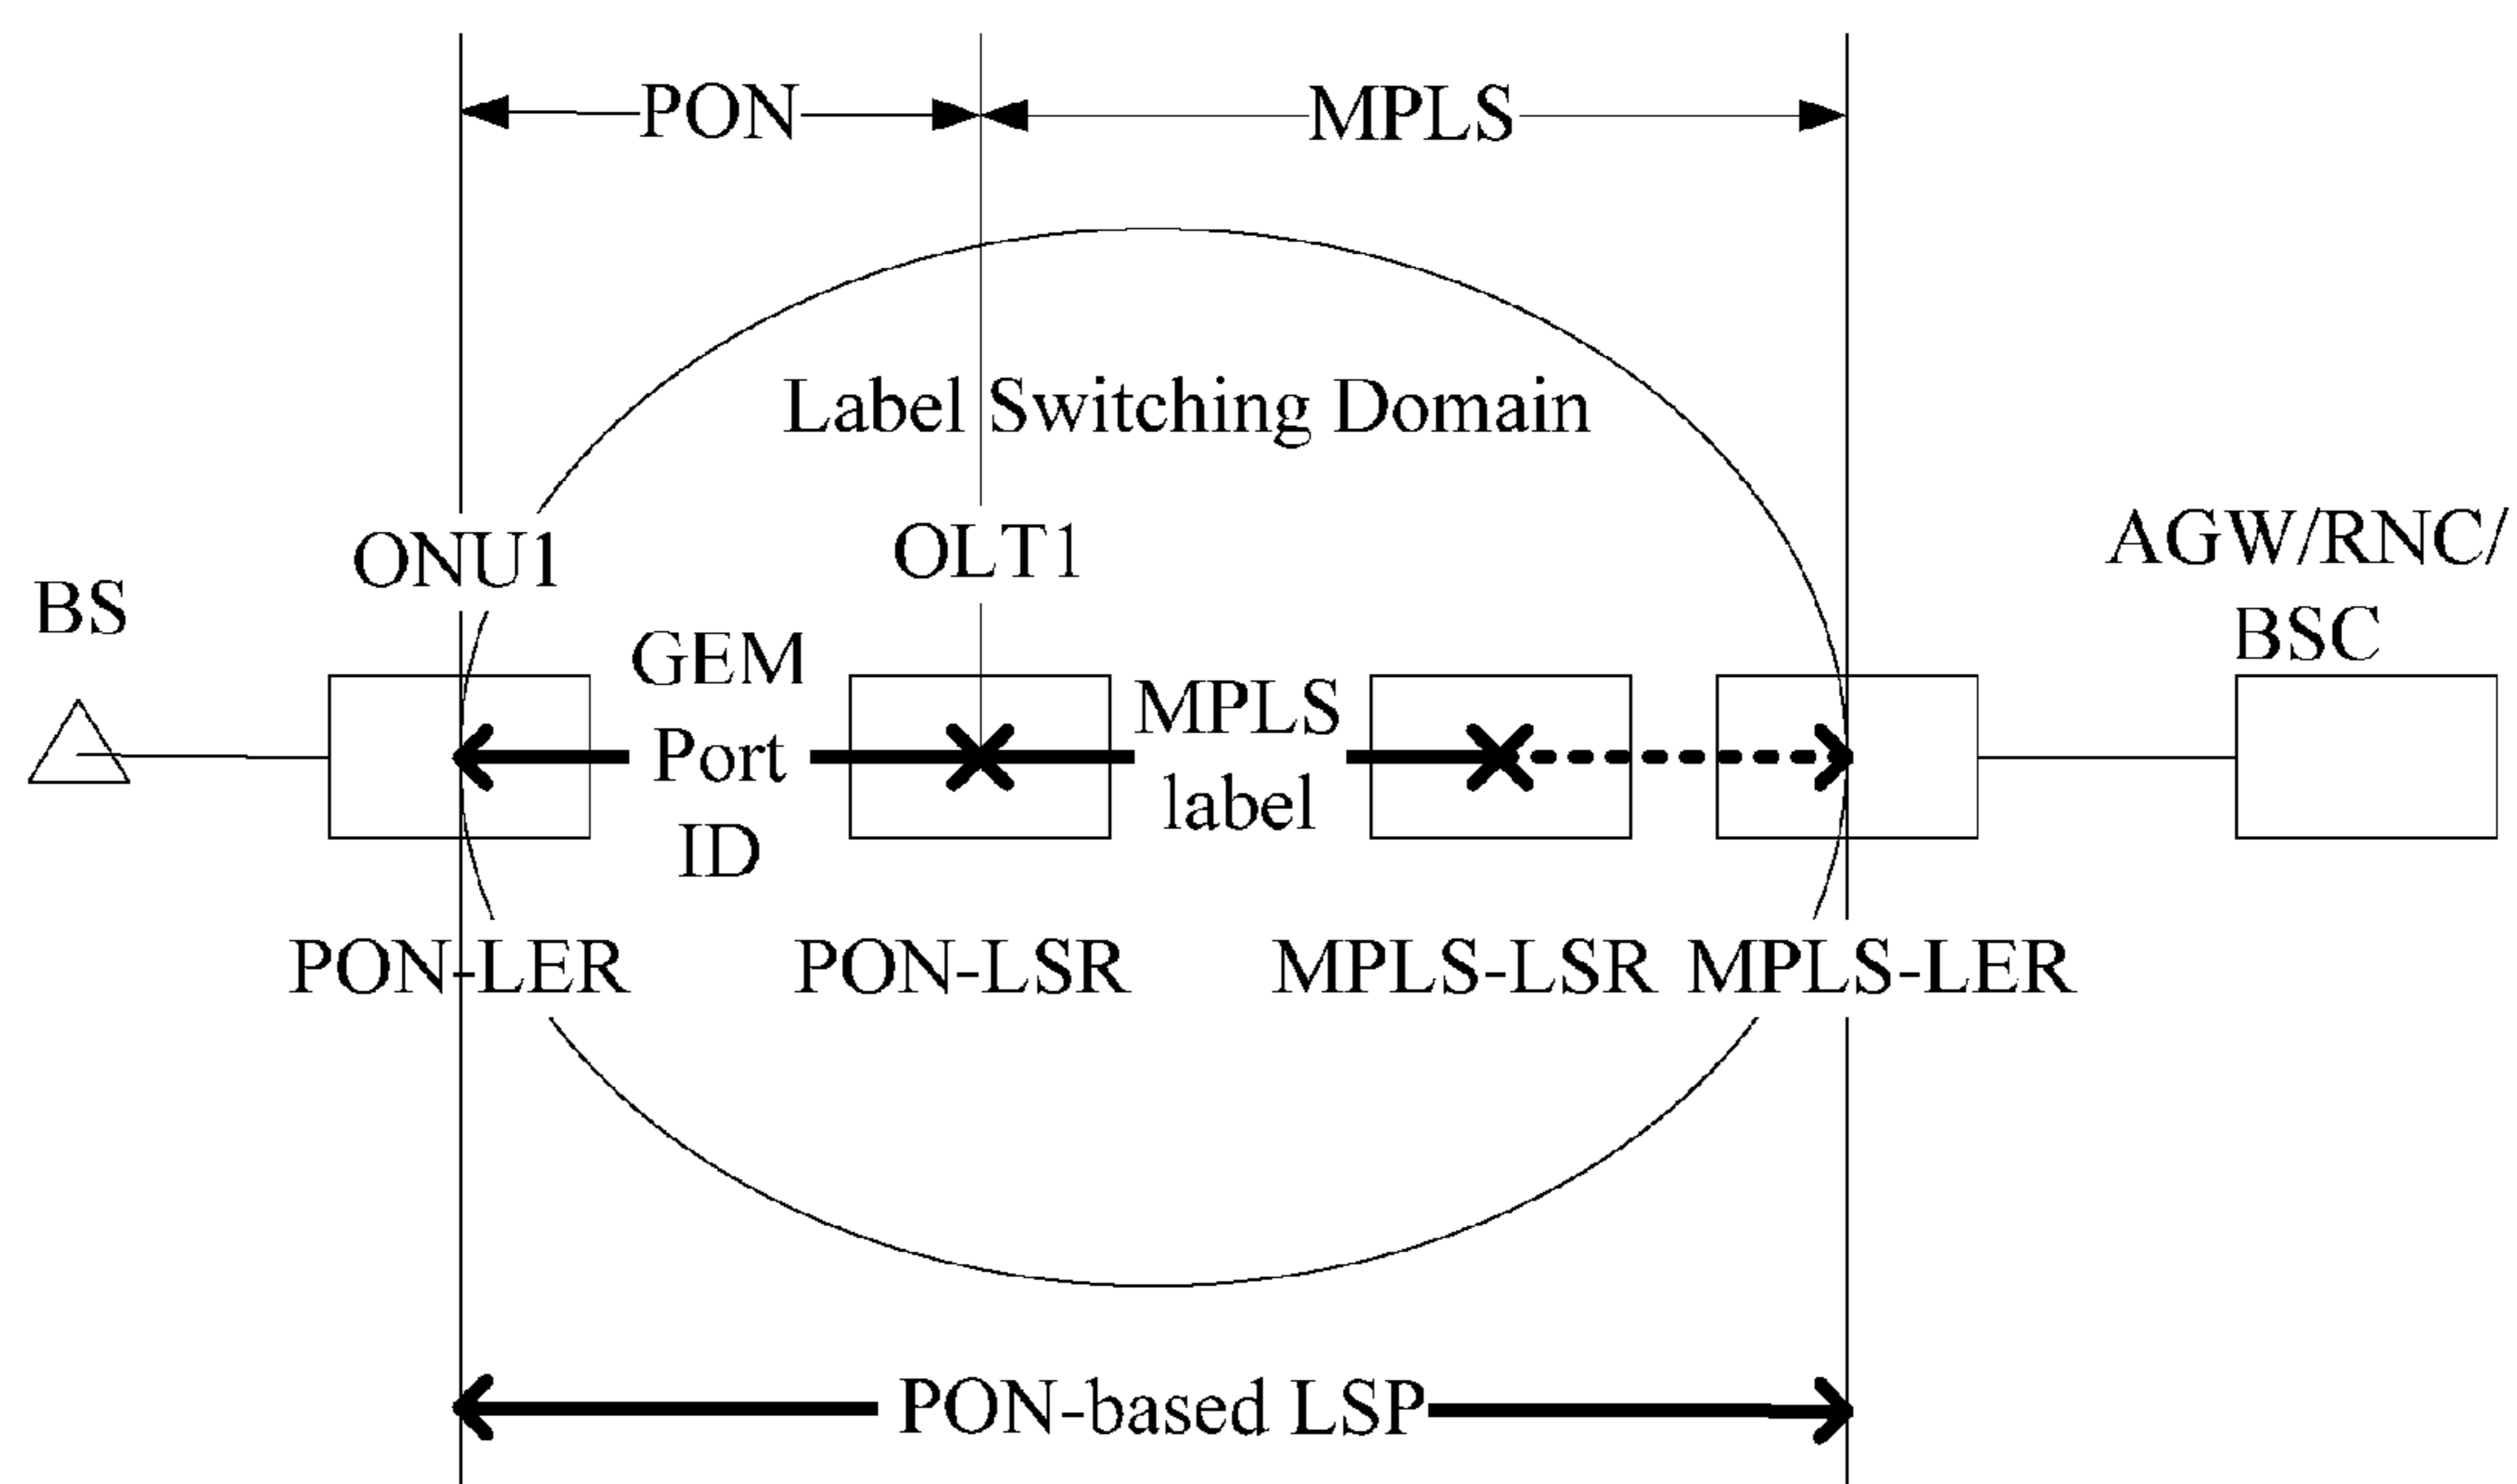 PON
MPLS
Label Switching Domain
ONU1
OLT1
AGW/RNC/
BSC
BS
GEM
Port
ID
MPLS
label
PON-LER
PON-LSR
MPLS-LSR
MPLS-LER
PON-based LSP